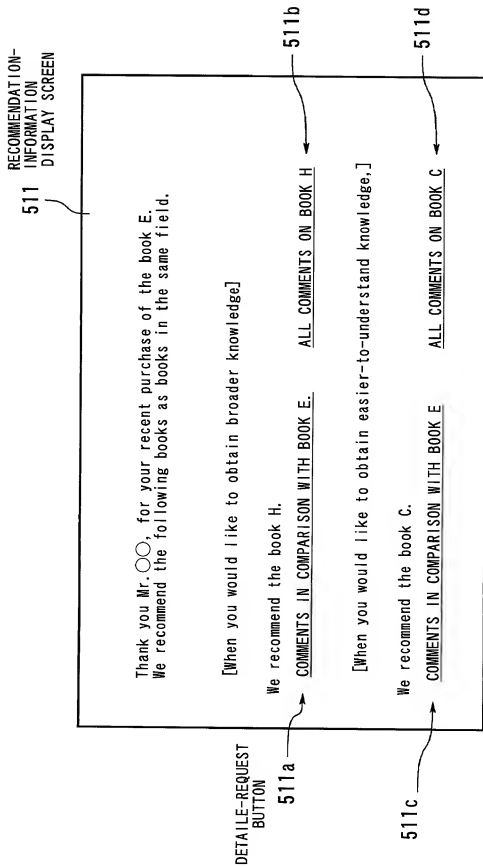 RECOMMENDATION-
INFORMATION
DISPLAY SCREEN
511
Thank you Mr.○○, for your recent purchase of the book E.
We recommend the following books as books in the same field.
[When you would like to obtain broader knowledge]
We recommend the book H.
DETAILE-REQUEST
BUTTON
511a
COMMENTS IN COMPARISON WITH BOOK E.
ALL COMMENTS ON BOOK H
511b
[When you would like to obtain easier-to-understand knowledge,]
We recommend the book C.
511c
COMMENTS IN COMPARISON WITH BOOK E
ALL COMMENTS ON BOOK C
511d